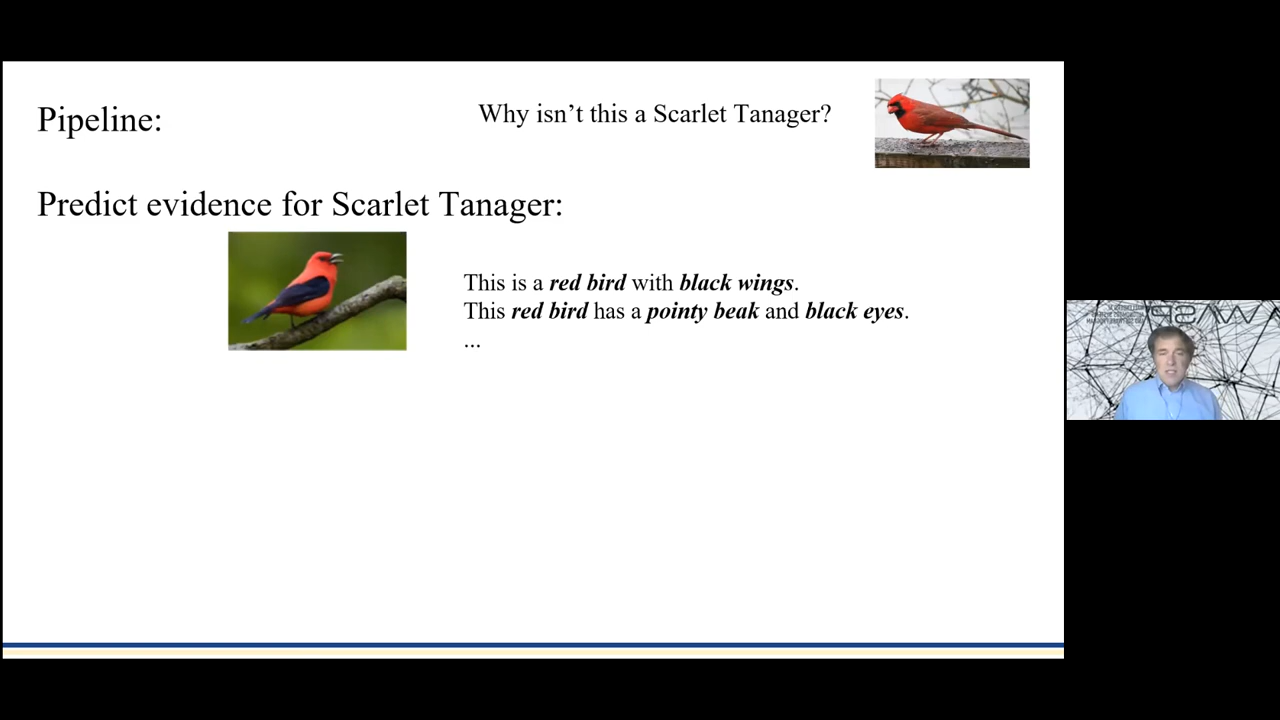 Pipeline:
Why isn't this a Scarlet Tanager?
Predict evidence for Scarlet Tanager:
This is a red bird with black wings.
This red bird has a pointy beak and black eyes.
...